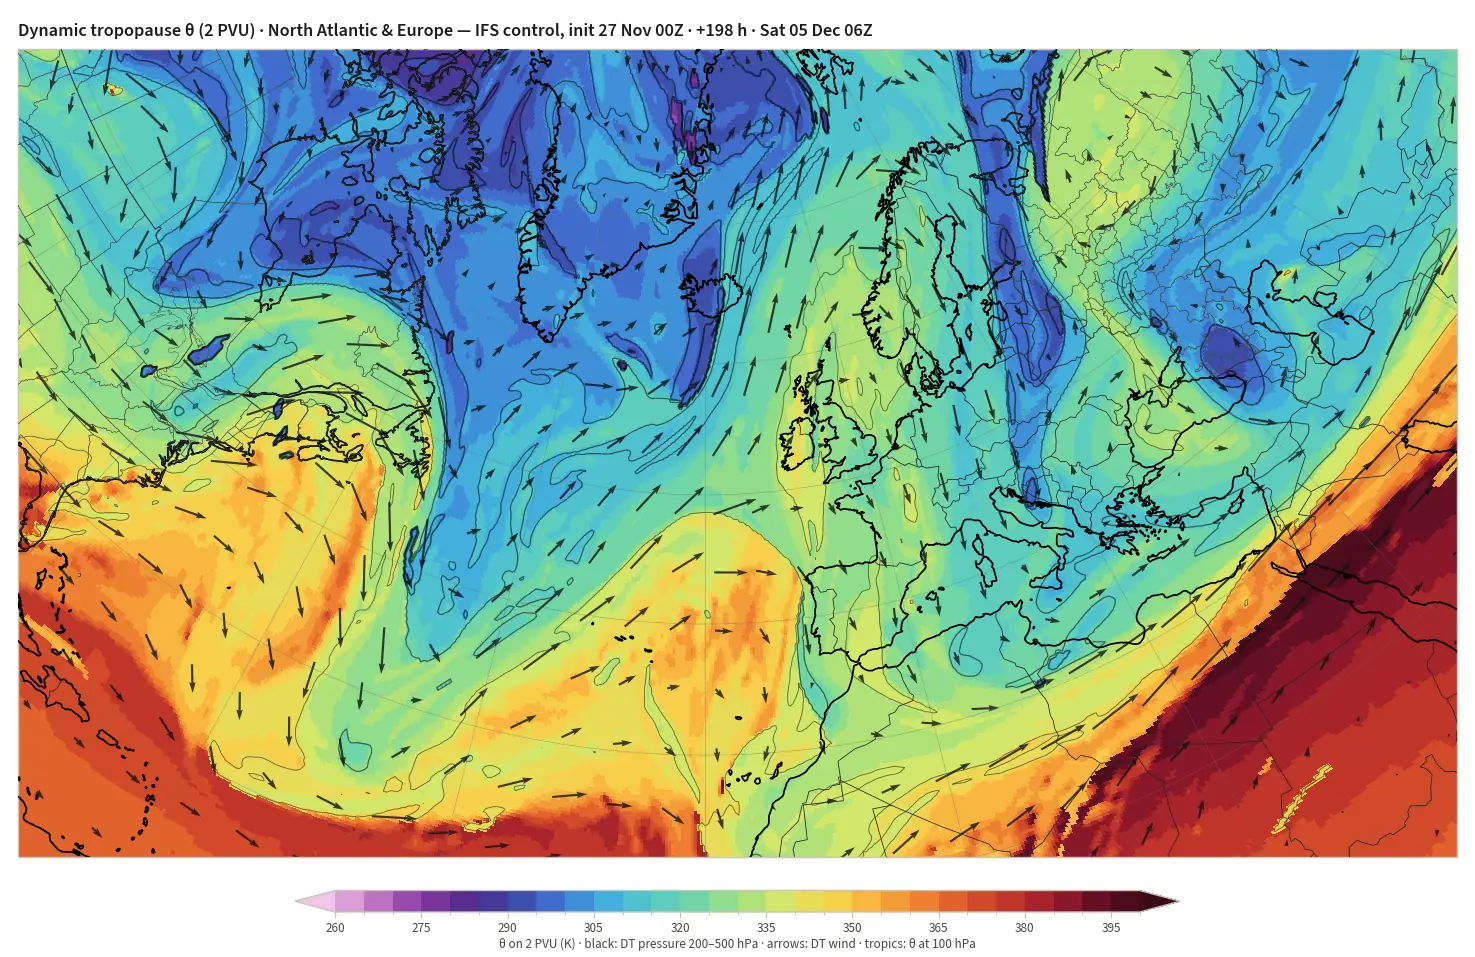 Dynamic tropopause θ (2 PVU) · North Atlantic & Europe — IFS control, init 27 Nov 00Z · +198 h · Sat 05 Dec 06Z
260 275 290 305 320 335 350 365 380 395
θ on 2 PVU (K) · black: DT pressure 200–500 hPa · arrows: DT wind · tropics: θ at 100 hPa